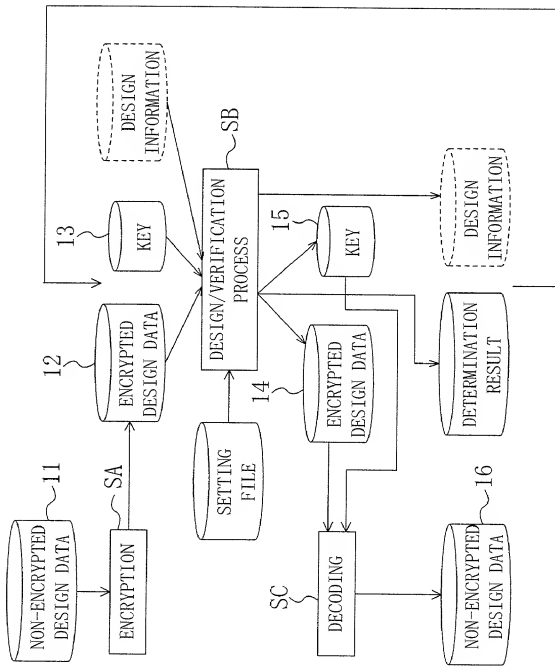 11
NON-ENCRYPTED
DESIGN DATA
SA
ENCRYPTION
12
ENCRYPTED
DESIGN DATA
13
KEY
DESIGN
INFORMATION
SETTING
FILE
SB
DESIGN/VERIFICATION
PROCESS
14
ENCRYPTED
DESIGN DATA
15
KEY
SC
DECODING
16
NON-ENCRYPTED
DESIGN DATA
DETERMINATION
RESULT
DESIGN
INFORMATION